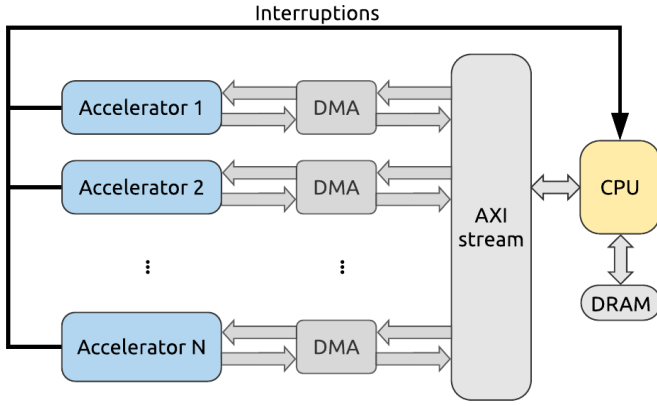 Interruptions
Accelerator 1
DMA
Accelerator 2
DMA
AXI
stream
CPU
DRAM
Accelerator N
DMA